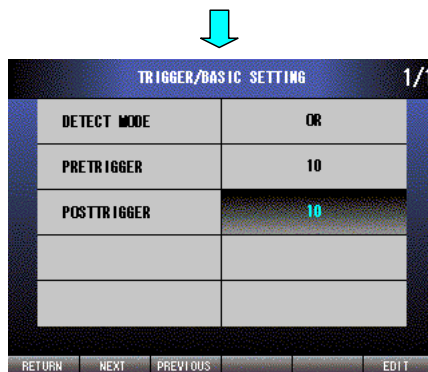 TRIGGER/BASIC SETTING 1/1
DETECT MODE OR
PRETRIGGER 10
POSTTRIGGER 10
RETURN NEXT PREVIOUS EDIT